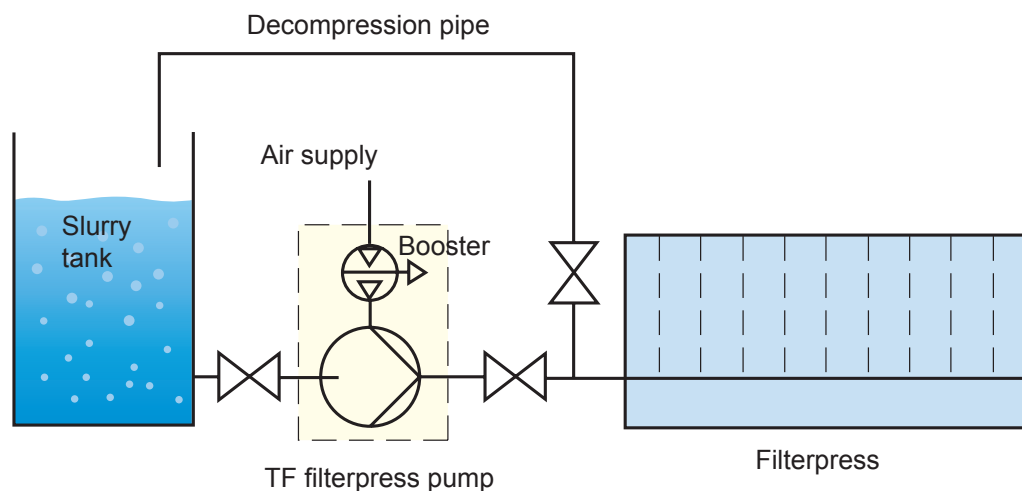 Decompression pipe
Air supply
Slurry
tank
Booster
TF filterpress pump
Filterpress